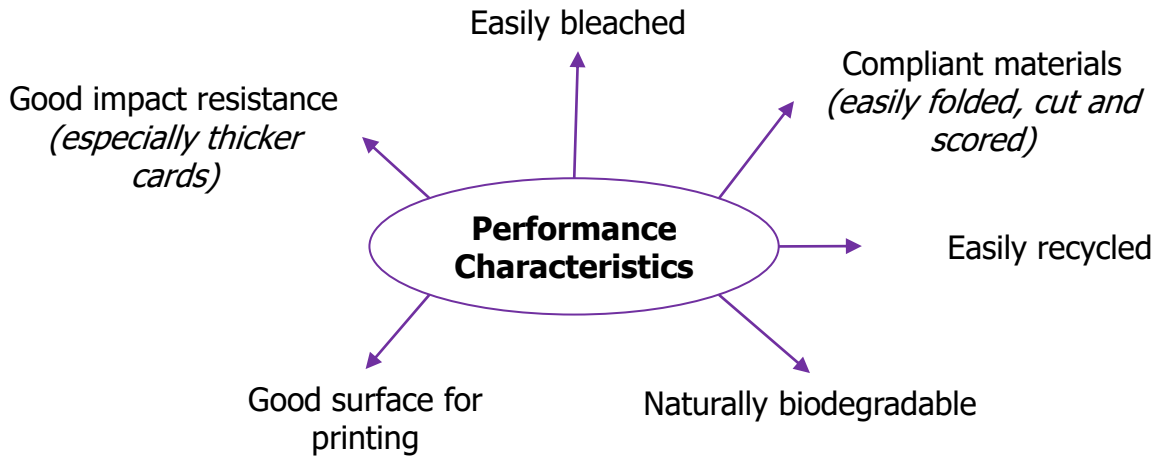 Easily bleached
Compliant materials
(easily folded, cut and
scored)
Good impact resistance
(especially thicker
cards)
Performance
Characteristics
Easily recycled
Good surface for
printing
Naturally biodegradable